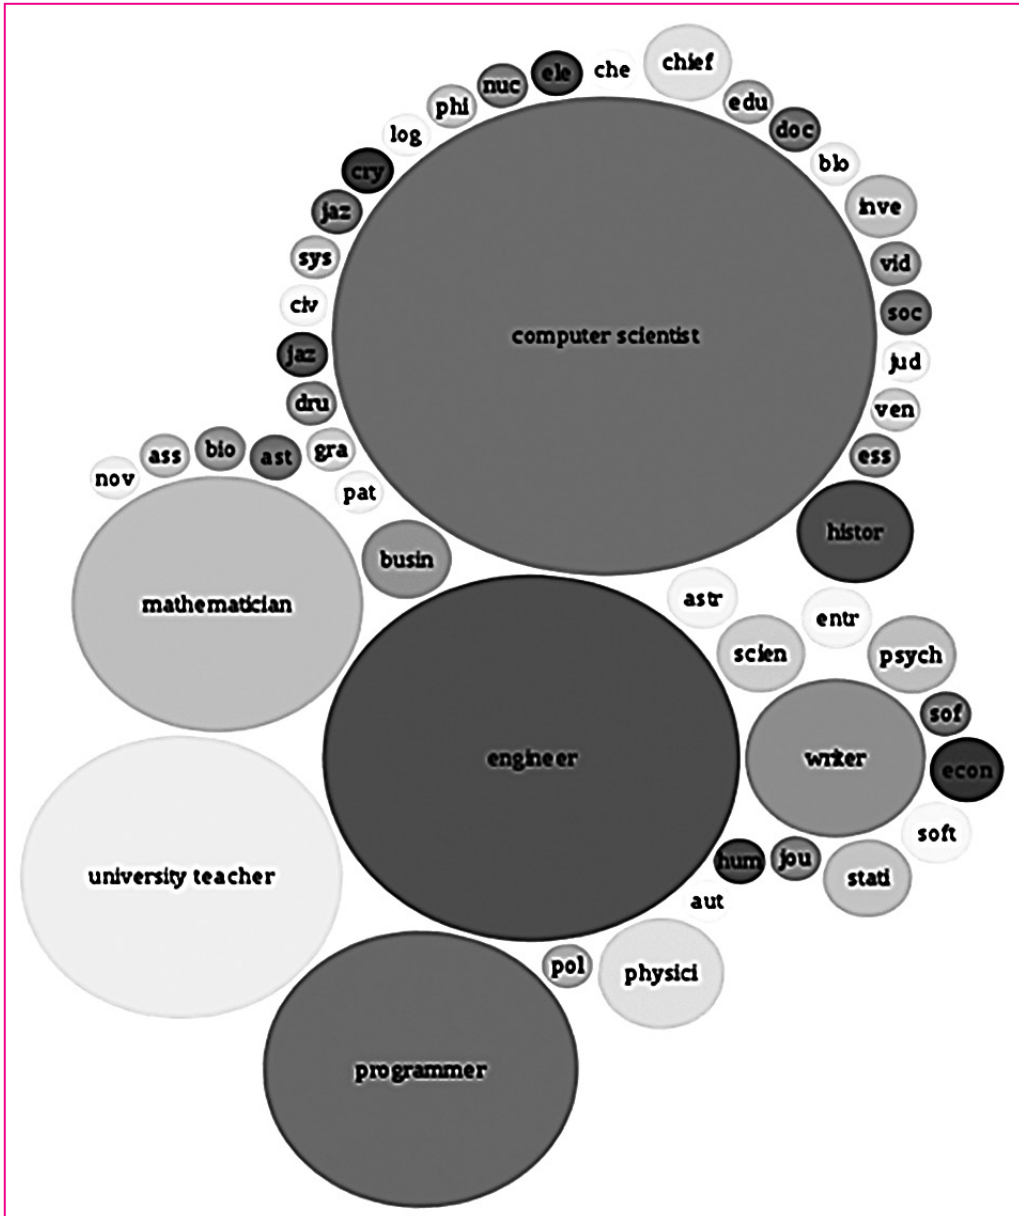 chief
che
ele
nuc
edu
phi
doc
log
blo
cry
inve
jaz
sys
vid
civ
soc
computer scientist
jaz
jud
dru
ven
gra
bio
ass
ast
ess
nov
pat
histor
busin
astr
mathematician
entr
scien
psych
sof
engineer
writer
econ
soft
hum
jou
university teacher
stati
aut
pol
physici
programmer